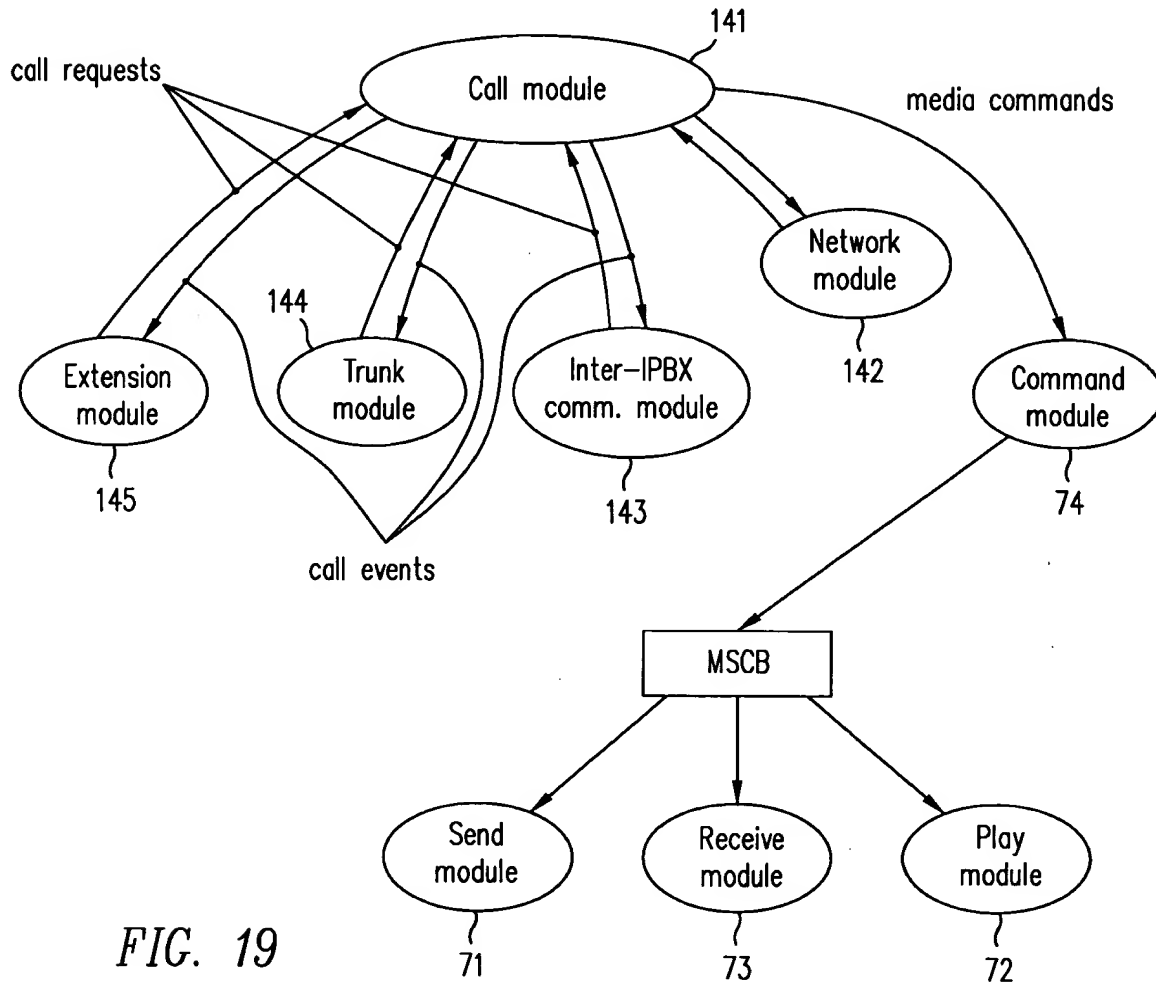 141
call requests
Call module
media commands
Network
module
142
144
Extension
module
145
Trunk
module
Inter-IPBX
comm. module
143
Command
module
74
call events
MSCB
Send
module
71
Receive
module
73
Play
module
72
FIG. 19